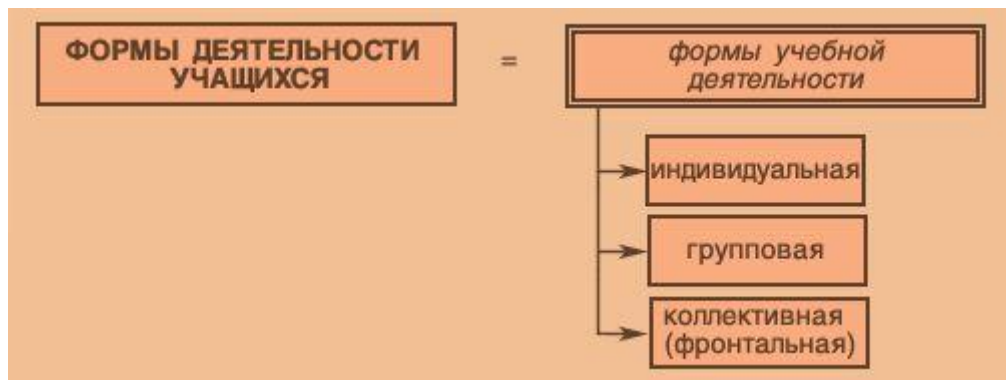 ФОРМЫ ДЕЯТЕЛЬНОСТИ
УЧАЩИХСЯ
=
формы учебной
деятельности
индивидуальная
групповая
коллективная
(фронтальная)